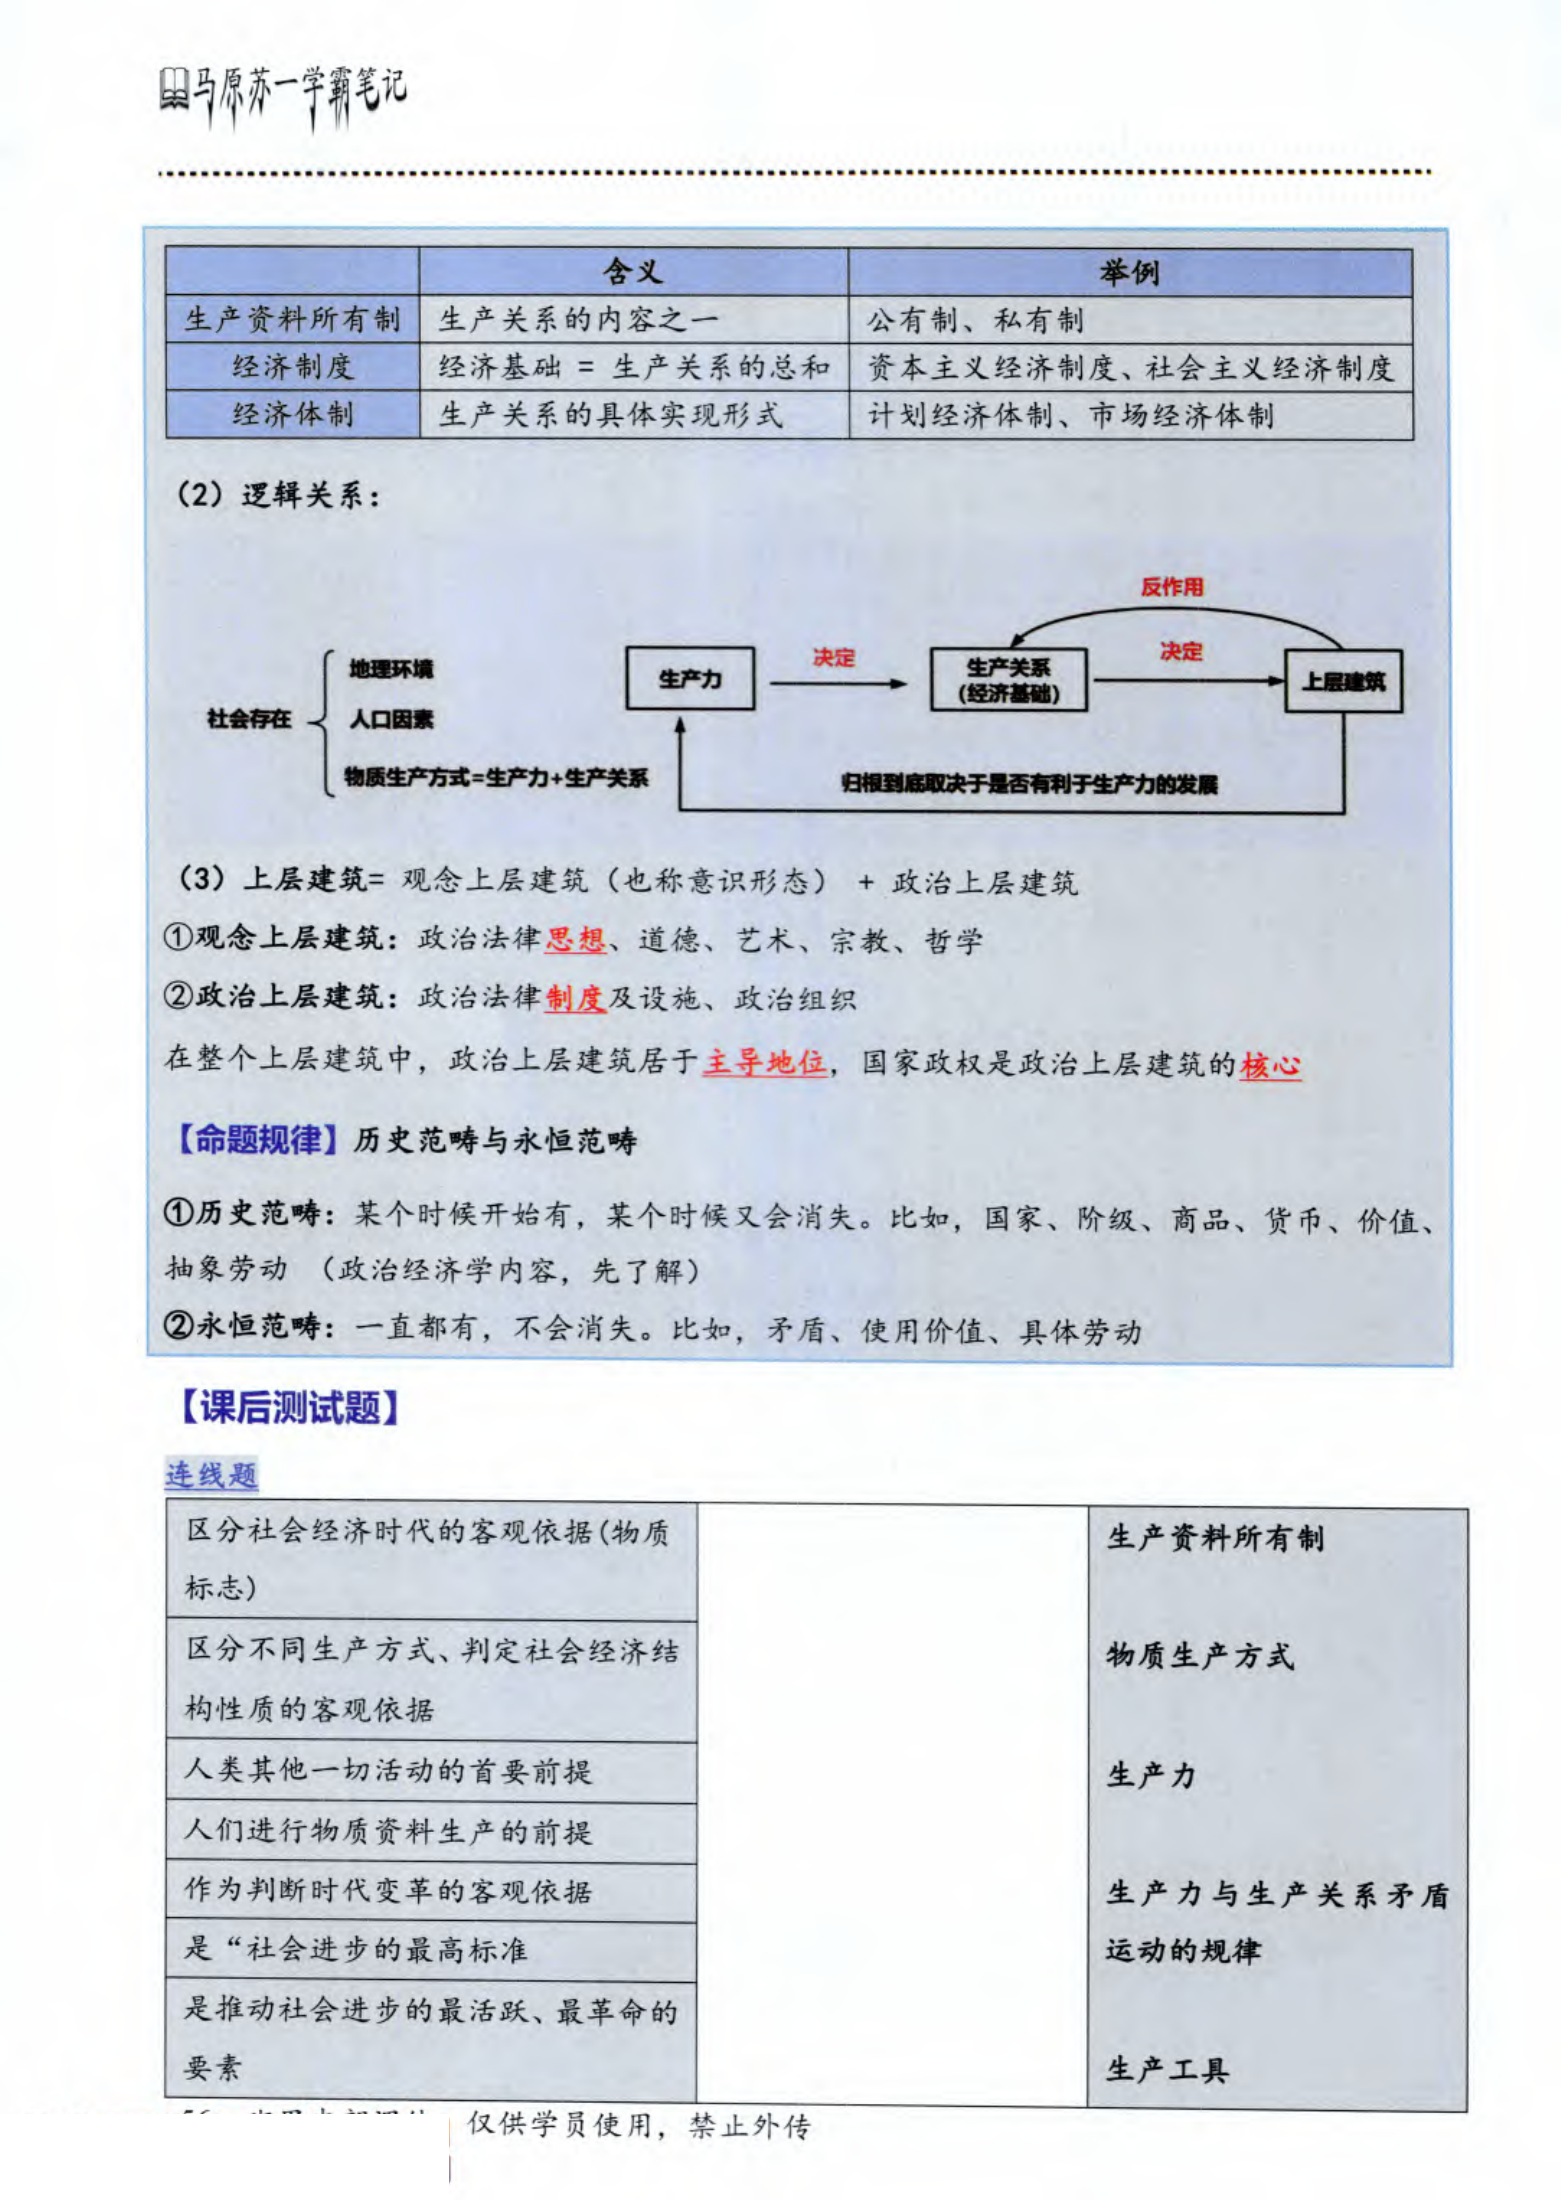 马原苏一学霸笔记
含义 举例
生产资料所有制 生产关系的内容之一 公有制、私有制
经济制度 经济基础 = 生产关系的总和 资本主义经济制度、社会主义经济制度
经济体制 生产关系的具体实现形式 计划经济体制、市场经济体制
（2）逻辑关系：
反作用
社会存在
地理环境
人口因素
物质生产方式=生产力+生产关系
生产力
决定
生产关系
(经济基础)
决定
上层建筑
归根到底取决于是否有利于生产力的发展
（3）上层建筑= 观念上层建筑（也称意识形态） + 政治上层建筑
①观念上层建筑：政治法律思想、道德、艺术、宗教、哲学
②政治上层建筑：政治法律制度及设施、政治组织
在整个上层建筑中，政治上层建筑居于主导地位，国家政权是政治上层建筑的核心
【命题规律】历史范畴与永恒范畴
①历史范畴：某个时候开始有，某个时候又会消失。比如，国家、阶级、商品、货币、价值、
抽象劳动 （政治经济学内容，先了解）
②永恒范畴：一直都有，不会消失。比如，矛盾、使用价值、具体劳动
【课后测试题】
连线题
区分社会经济时代的客观依据(物质
标志)
区分不同生产方式、判定社会经济结
构性质的客观依据
人类其他一切活动的首要前提
人们进行物质资料生产的前提
作为判断时代变革的客观依据
是“社会进步的最高标准
是推动社会进步的最活跃、最革命的
要素
生产资料所有制
物质生产方式
生产力
生产力与生产关系矛盾
运动的规律
生产工具
仅供学员使用，禁止外传